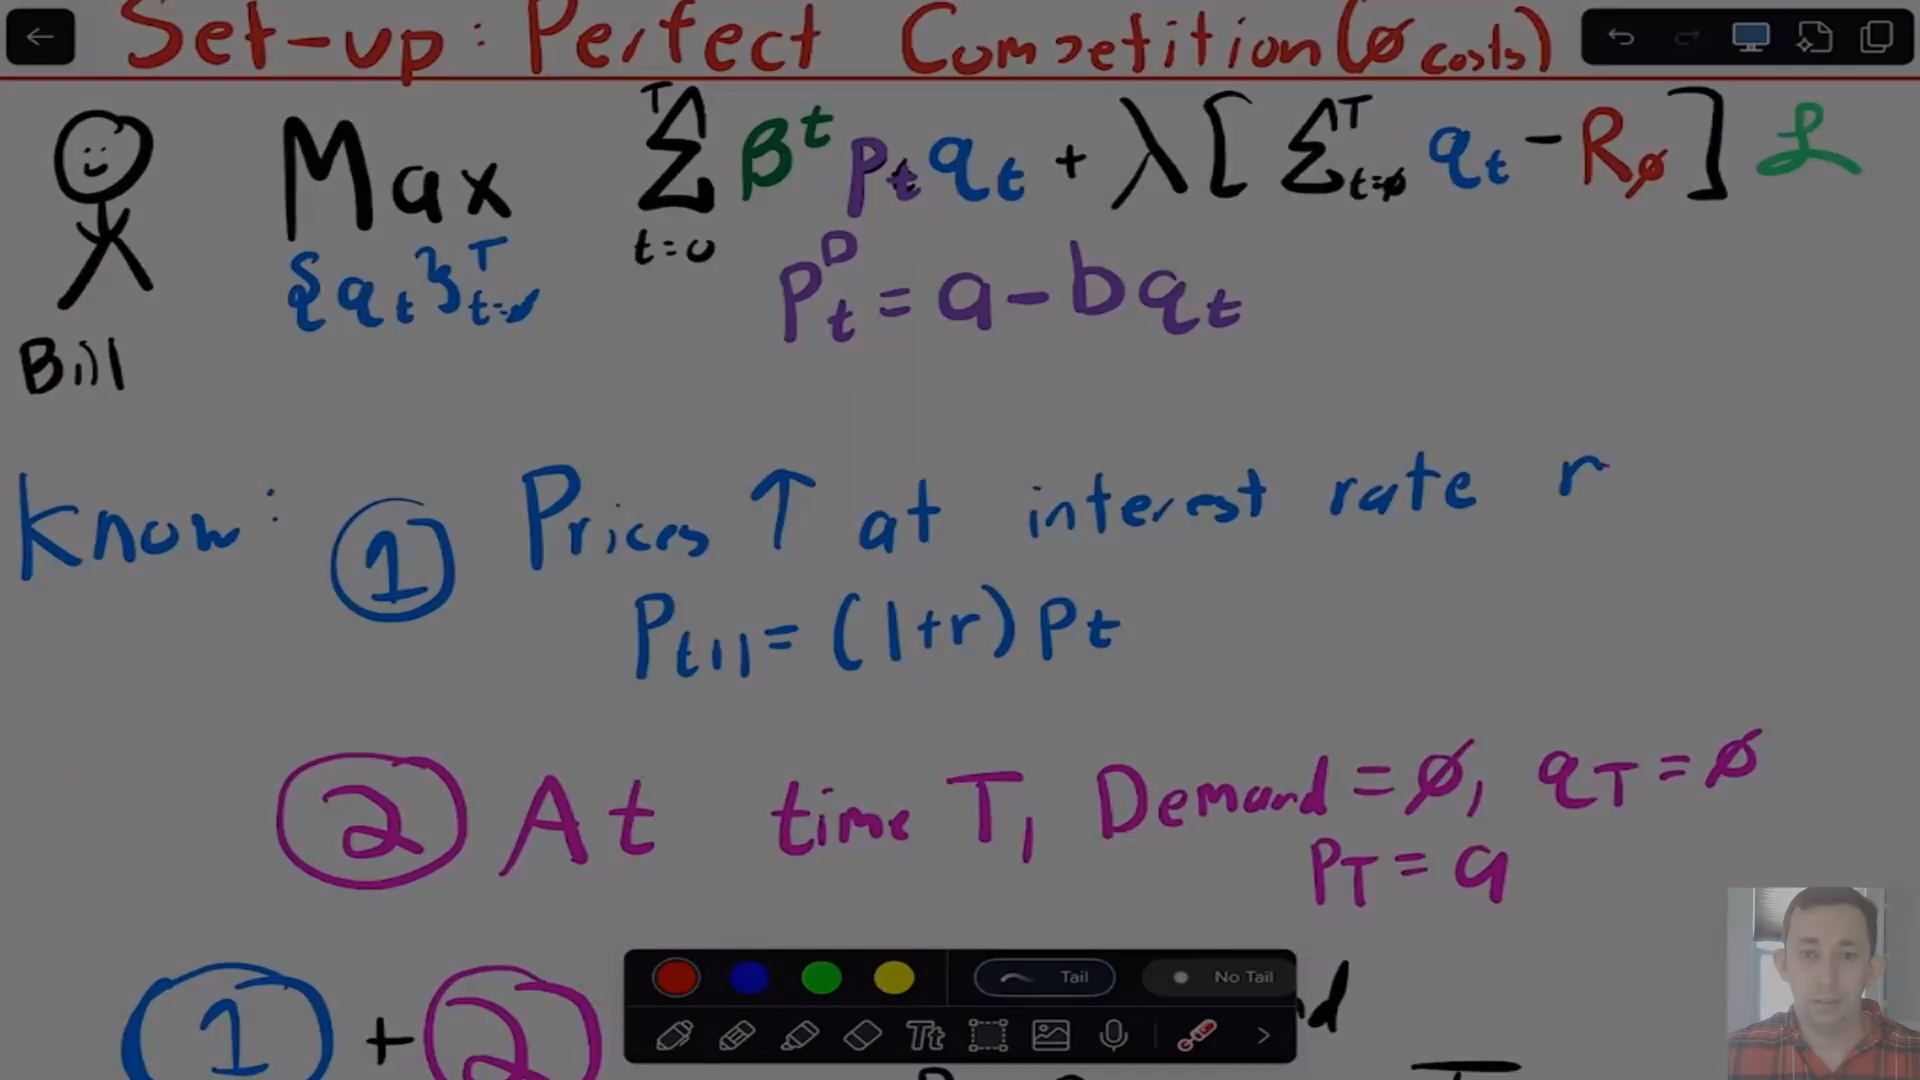 Set-up: Perfect Competition (∅ costs)
Max {q_t}_{t=0}^T Σ_{t=0}^T β^t p_t q_t + λ[Σ_{t=∅}^T q_t - R_∅] ℒ
P_t^D = a - bq_t
Bill
Know: ① Prices ↑ at interest rate r
P_{t+1} = (1+r) P_t
② At time T, Demand = ∅, q_T = ∅
P_T = a
① + ②
Tail No Tail
Tt